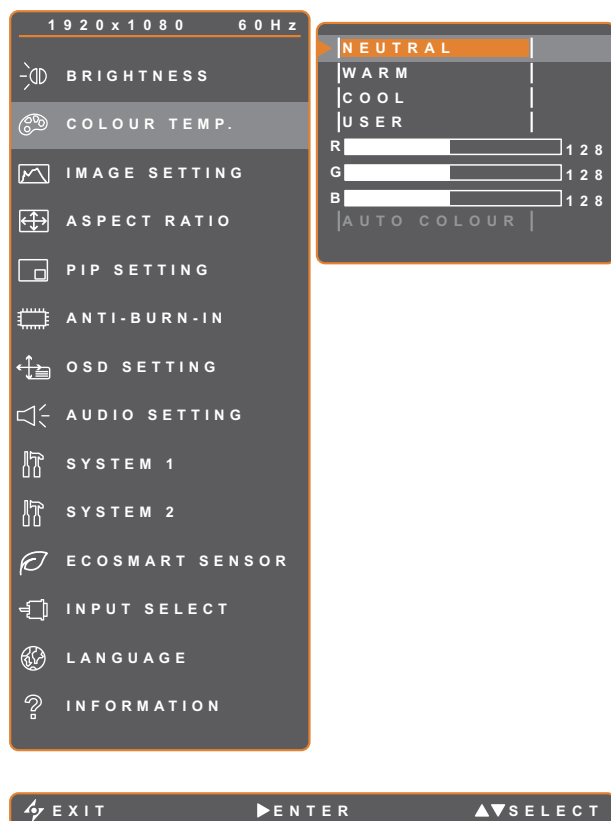 1920x1080 60Hz
BRIGHTNESS
COLOUR TEMP.
IMAGE SETTING
ASPECT RATIO
PIP SETTING
ANTI-BURN-IN
OSD SETTING
AUDIO SETTING
SYSTEM 1
SYSTEM 2
ECOSMART SENSOR
INPUT SELECT
LANGUAGE
INFORMATION
NEUTRAL
WARM
COOL
USER
R 128
G 128
B 128
AUTO COLOUR
EXIT ENTER SELECT